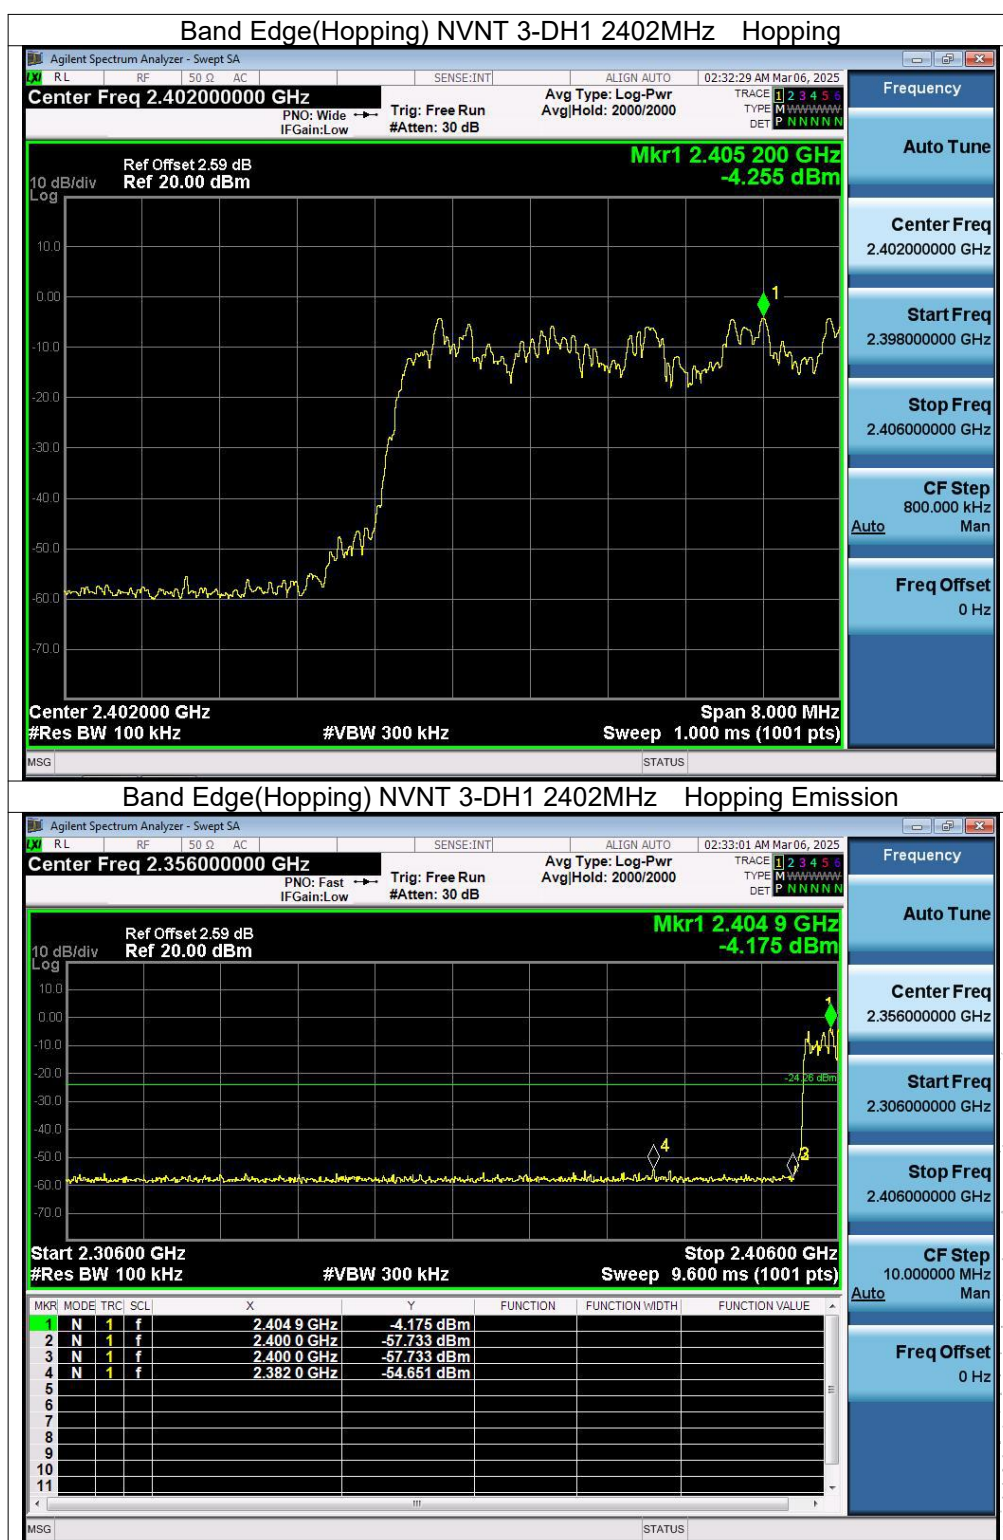 Band Edge(Hopping) NVNT 3-DH1 2402MHz Hopping
Agilent Spectrum Analyzer - Swept SA
LXI RL RF 50 Ω AC SENSE:INT ALIGN AUTO 02:32:29 AM Mar 06, 2025
Center Freq 2.402000000 GHz
PNO: Wide
IFGain:Low
Trig: Free Run
#Atten: 30 dB
Avg Type: Log-Pwr
Avg|Hold: 2000/2000
TRACE 1 2 3 4 5 6
TYPE M WWWWW
DET P N N N N N
Frequency
Auto Tune
Center Freq
2.402000000 GHz
Start Freq
2.398000000 GHz
Stop Freq
2.406000000 GHz
CF Step
800.000 kHz
Auto Man
Freq Offset
0 Hz
Mkr1 2.405 200 GHz
-4.255 dBm
Ref Offset 2.59 dB
10 dB/div Ref 20.00 dBm
Log
10.0
0.00
-10.0
-20.0
-30.0
-40.0
-50.0
-60.0
-70.0
1
Center 2.402000 GHz Span 8.000 MHz
#Res BW 100 kHz #VBW 300 kHz Sweep 1.000 ms (1001 pts)
MSG STATUS
Band Edge(Hopping) NVNT 3-DH1 2402MHz Hopping Emission
Agilent Spectrum Analyzer - Swept SA
LXI RL RF 50 Ω AC SENSE:INT ALIGN AUTO 02:33:01 AM Mar 06, 2025
Center Freq 2.356000000 GHz
PNO: Fast
IFGain:Low
Trig: Free Run
#Atten: 30 dB
Avg Type: Log-Pwr
Avg|Hold: 2000/2000
TRACE 1 2 3 4 5 6
TYPE M WWWWW
DET P N N N N N
Frequency
Auto Tune
Center Freq
2.356000000 GHz
Start Freq
2.306000000 GHz
Stop Freq
2.406000000 GHz
CF Step
10.000000 MHz
Auto Man
Freq Offset
0 Hz
Mkr1 2.404 9 GHz
-4.175 dBm
Ref Offset 2.59 dB
10 dB/div Ref 20.00 dBm
Log
10.0
0.00
-10.0
-20.0
-30.0
-40.0
-50.0
-60.0
-70.0
1
-24.26 dBm
4
Start 2.30600 GHz Stop 2.40600 GHz
#Res BW 100 kHz #VBW 300 kHz Sweep 9.600 ms (1001 pts)
MKR MODE TRC SCL X Y FUNCTION FUNCTION WIDTH FUNCTION VALUE
1 N 1 f 2.404 9 GHz -4.175 dBm
2 N 1 f 2.400 0 GHz -57.733 dBm
3 N 1 f 2.400 0 GHz -57.733 dBm
4 N 1 f 2.382 0 GHz -54.651 dBm
5
6
7
8
9
10
11
MSG STATUS